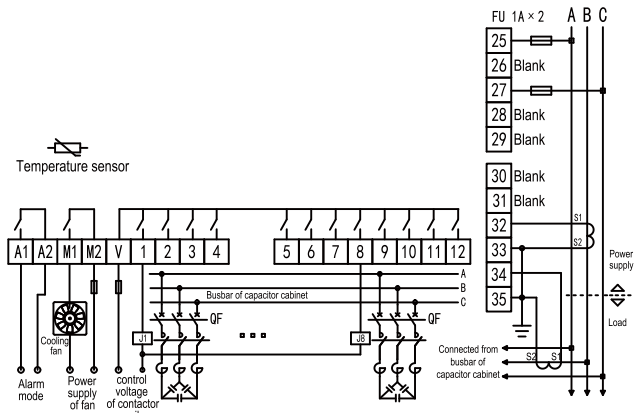 FU 1A×2 A B C
25
26 Blank
27
28 Blank
29 Blank
30 Blank
31 Blank
32 S1
33 S2
34
35
Power
supply
Load
S2 S1
Connected from
busbar of
capacitor cabinet
Temperature sensor
A1 A2 M1 M2 V 1 2 3 4 5 6 7 8 9 10 11 12
A
B
C
Busbar of capacitor cabinet
QF QF
J1 J8
Cooling
fan
Alarm
mode
Power
supply
of fan
control
voltage
of contactor